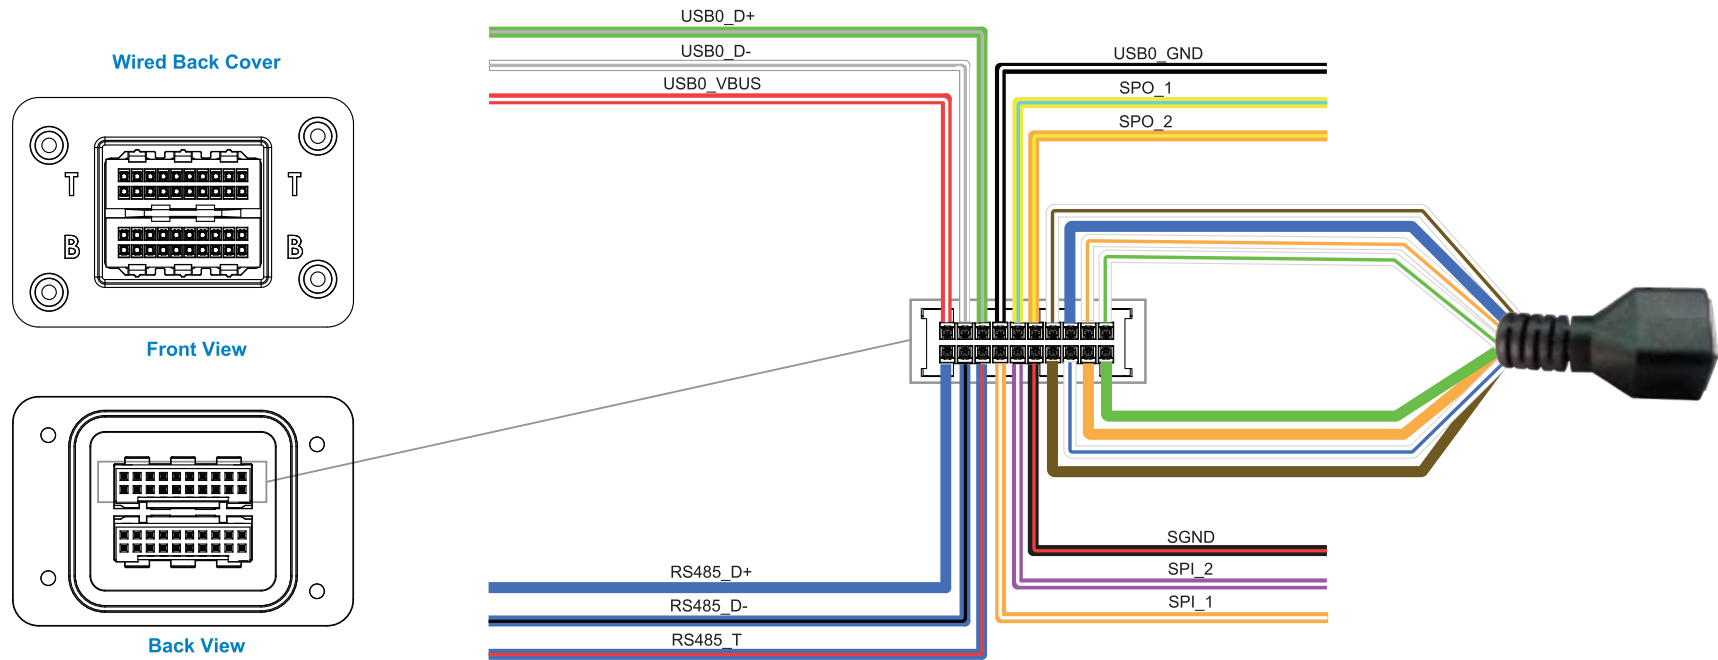 Wired Back Cover
T
T
B
B
Front View
Back View
USB0_D+
USB0_D-
USB0_VBUS
USB0_GND
SPO_1
SPO_2
RS485_D+
RS485_D-
RS485_T
SGND
SPI_2
SPI_1